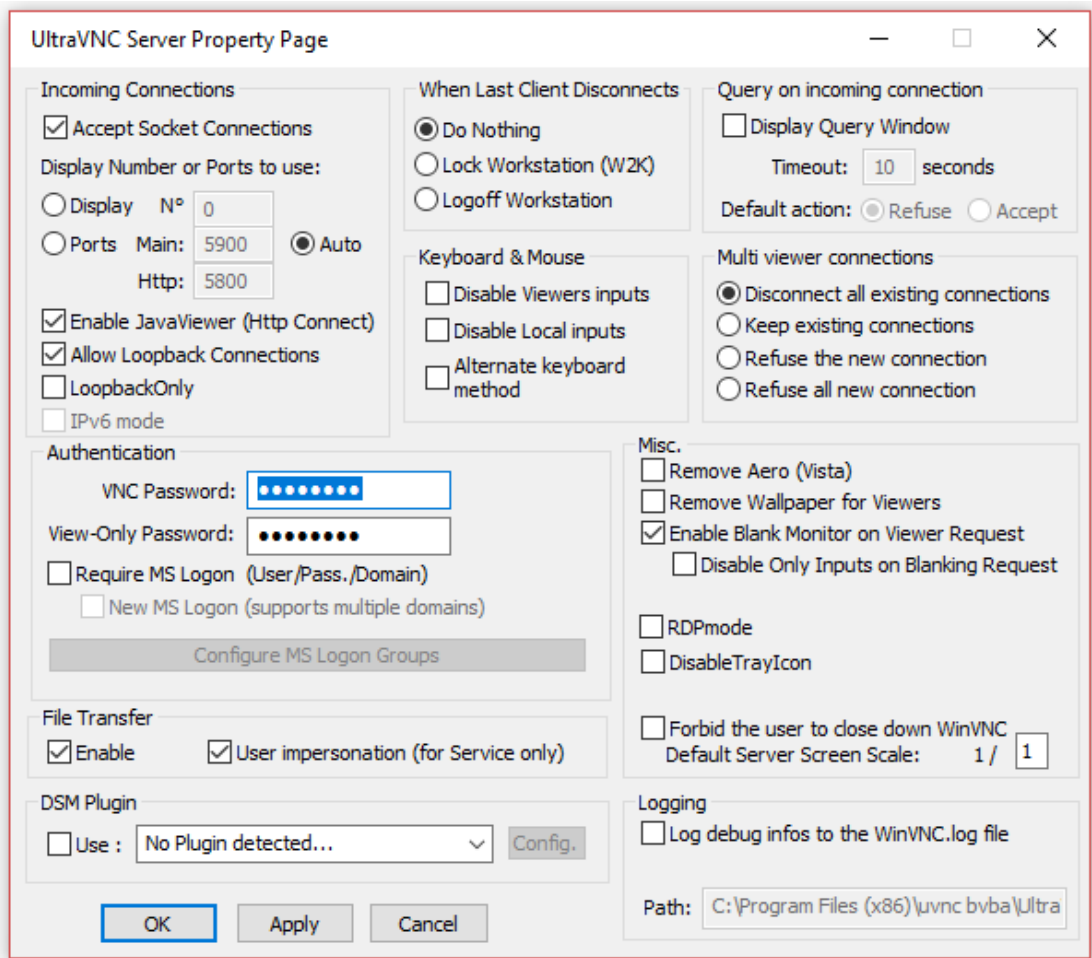 UltraVNC Server Property Page
Incoming Connections
Accept Socket Connections
Display Number or Ports to use:
Display N° 0
Ports Main: 5900 Auto
Http: 5800
Enable JavaViewer (Http Connect)
Allow Loopback Connections
LoopbackOnly
IPv6 mode
When Last Client Disconnects
Do Nothing
Lock Workstation (W2K)
Logoff Workstation
Keyboard & Mouse
Disable Viewers inputs
Disable Local inputs
Alternate keyboard
method
Query on incoming connection
Display Query Window
Timeout: 10 seconds
Default action: Refuse Accept
Multi viewer connections
Disconnect all existing connections
Keep existing connections
Refuse the new connection
Refuse all new connection
Authentication
VNC Password: ●●●●●●●●
View-Only Password: ●●●●●●●●
Require MS Logon (User/Pass./Domain)
New MS Logon (supports multiple domains)
Configure MS Logon Groups
Misc.
Remove Aero (Vista)
Remove Wallpaper for Viewers
Enable Blank Monitor on Viewer Request
Disable Only Inputs on Blanking Request
RDPmode
DisableTrayIcon
Forbid the user to close down WinVNC
Default Server Screen Scale: 1 / 1
File Transfer
Enable User impersonation (for Service only)
DSM Plugin
Use : No Plugin detected... Config.
Logging
Log debug infos to the WinVNC.log file
Path: C:\Program Files (x86)\uvnc bvba\Ultra
OK Apply Cancel